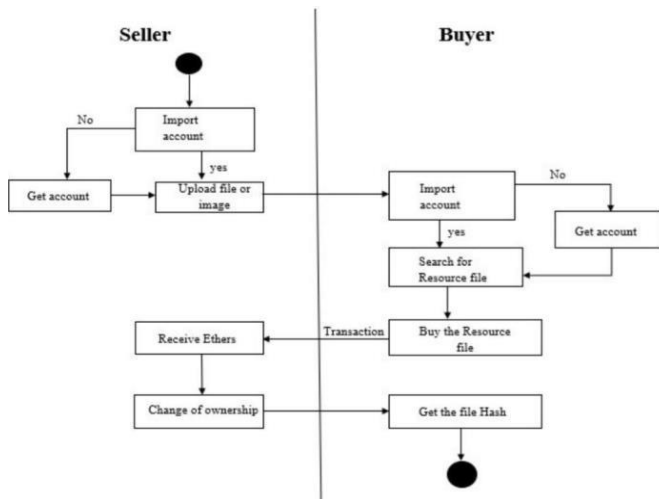 Seller
Buyer
No
Import
account
yes
Get account
Upload file or
image
Import
account
No
yes
Get account
Search for
Resource file
Receive Ethers
Transaction
Buy the Resource
file
Change of ownership
Get the file Hash